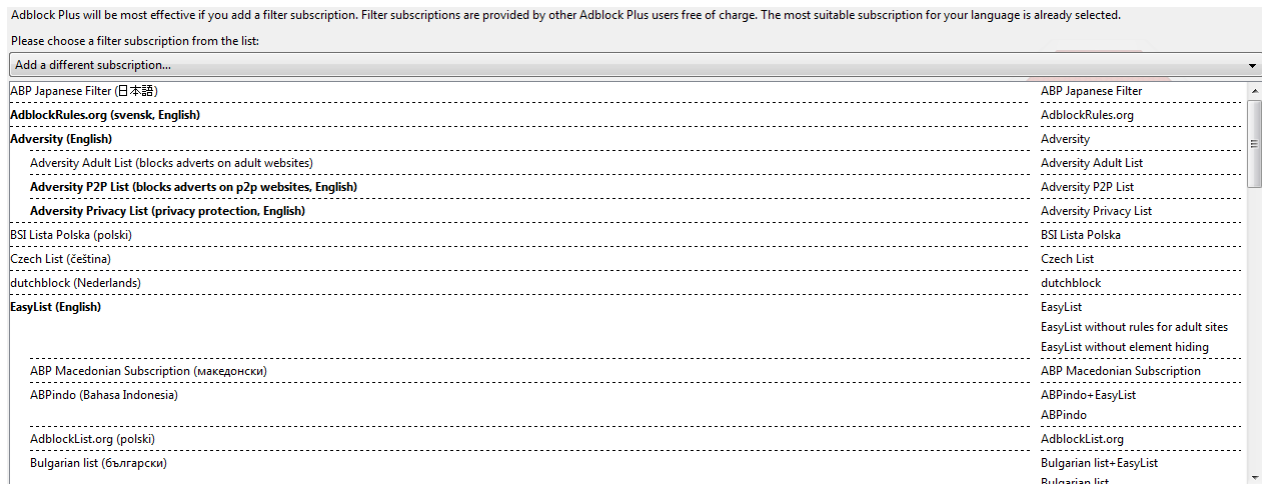 Adblock Plus will be most effective if you add a filter subscription. Filter subscriptions are provided by other Adblock Plus users free of charge. The most suitable subscription for your language is already selected.
Please choose a filter subscription from the list:
Add a different subscription...
ABP Japanese Filter (日本語) ABP Japanese Filter
AdblockRules.org (svensk, English) AdblockRules.org
Adversity (English) Adversity
Adversity Adult List (blocks adverts on adult websites) Adversity Adult List
Adversity P2P List (blocks adverts on p2p websites, English) Adversity P2P List
Adversity Privacy List (privacy protection, English) Adversity Privacy List
BSI Lista Polska (polski) BSI Lista Polska
Czech List (čeština) Czech List
dutchblock (Nederlands) dutchblock
EasyList (English) EasyList
EasyList without rules for adult sites
EasyList without element hiding
ABP Macedonian Subscription (македонски) ABP Macedonian Subscription
ABPindo (Bahasa Indonesia) ABPindo+EasyList
ABPindo
AdblockList.org (polski) AdblockList.org
Bulgarian list (български) Bulgarian list+EasyList
Bulgarian list